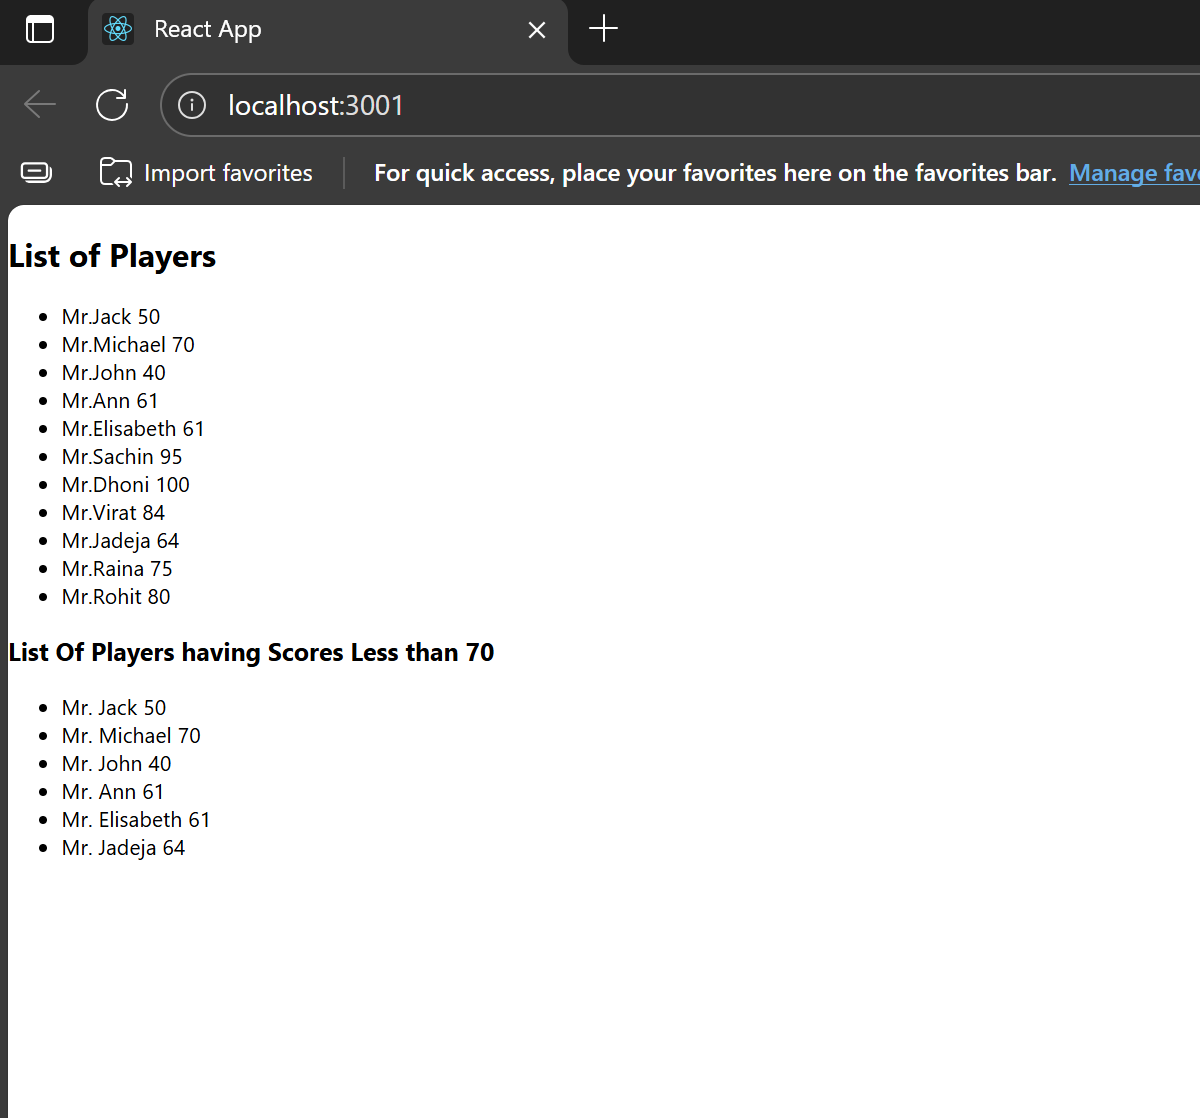 React App
localhost:3001
Import favorites
For quick access, place your favorites here on the favorites bar. Manage favo
List of Players
Mr.Jack 50
Mr.Michael 70
Mr.John 40
Mr.Ann 61
Mr.Elisabeth 61
Mr.Sachin 95
Mr.Dhoni 100
Mr.Virat 84
Mr.Jadeja 64
Mr.Raina 75
Mr.Rohit 80
List Of Players having Scores Less than 70
Mr. Jack 50
Mr. Michael 70
Mr. John 40
Mr. Ann 61
Mr. Elisabeth 61
Mr. Jadeja 64